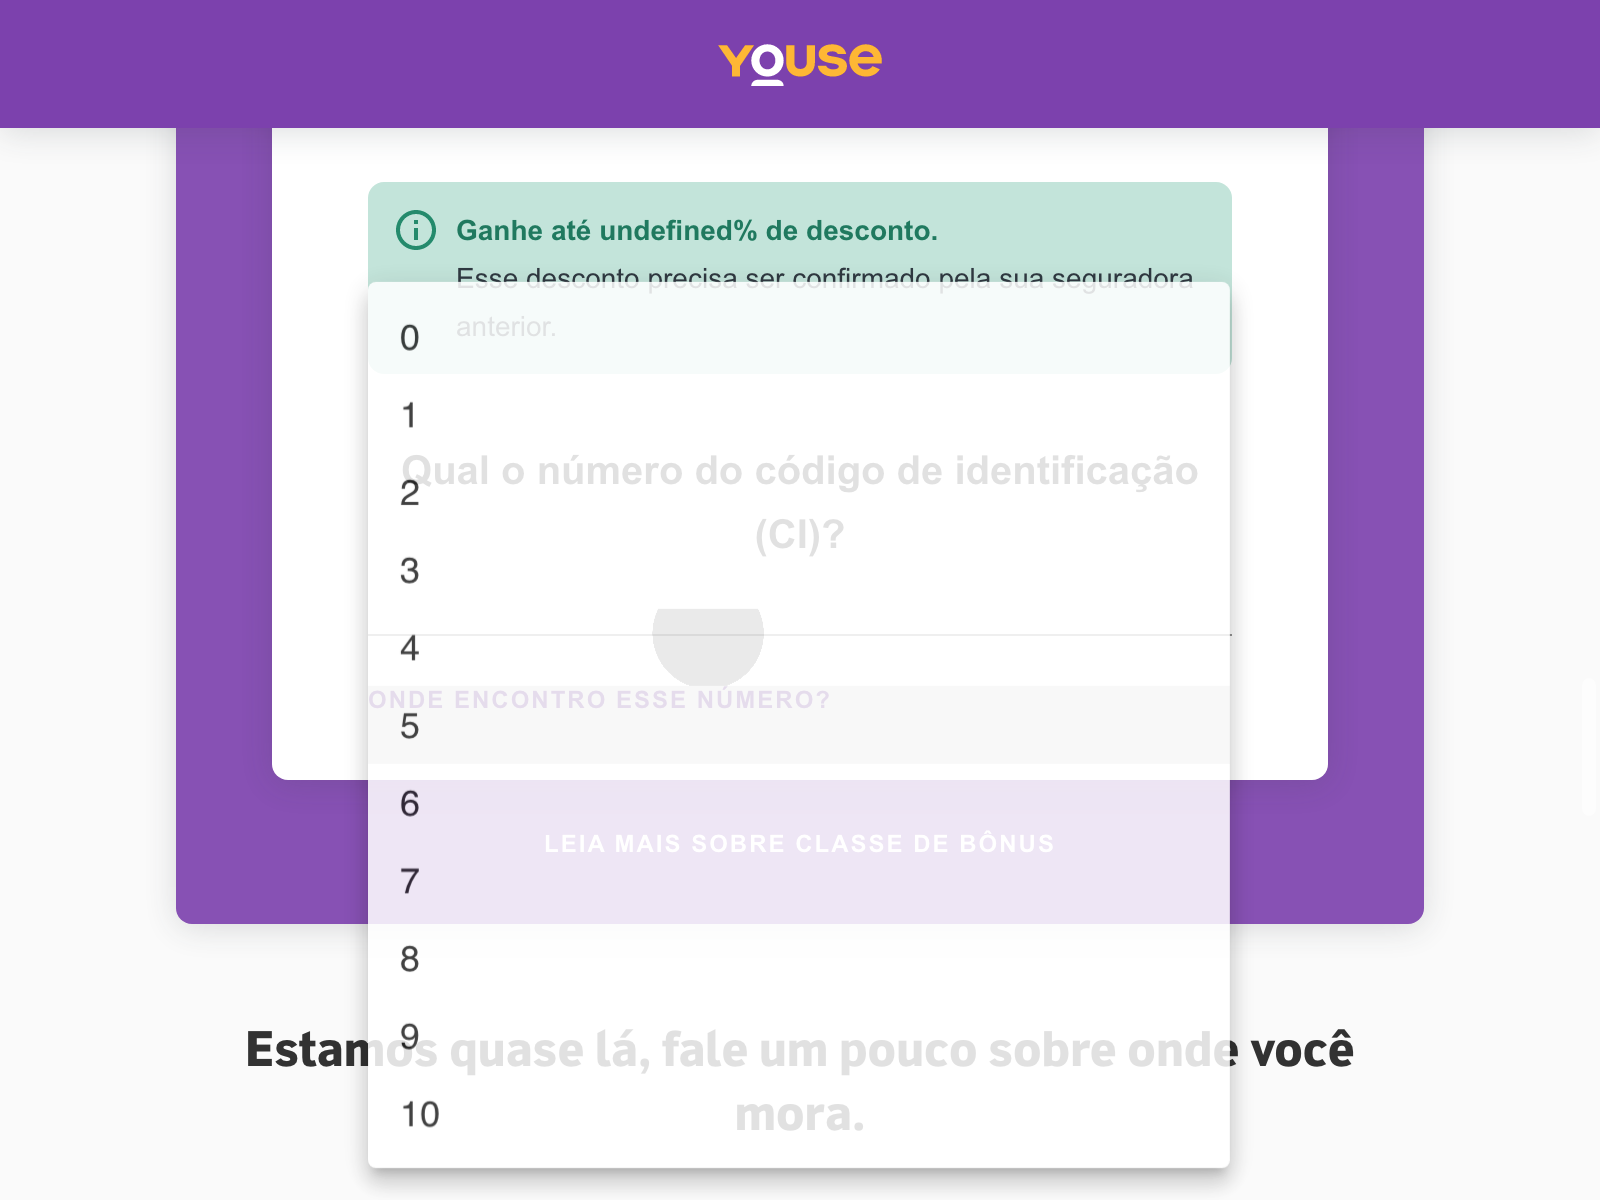 YOUSE
Ganhe até undefined% de desconto.
Esse desconto precisa ser confirmado pela sua seguradora
anterior.
0
1
Qual o número do código de identificação
2
(CI)?
3
4
ONDE ENCONTRO ESSE NÚMERO?
5
6
LEIA MAIS SOBRE CLASSE DE BÔNUS
7
8
9
Estamos quase lá, fale um pouco sobre onde você
mora.
10